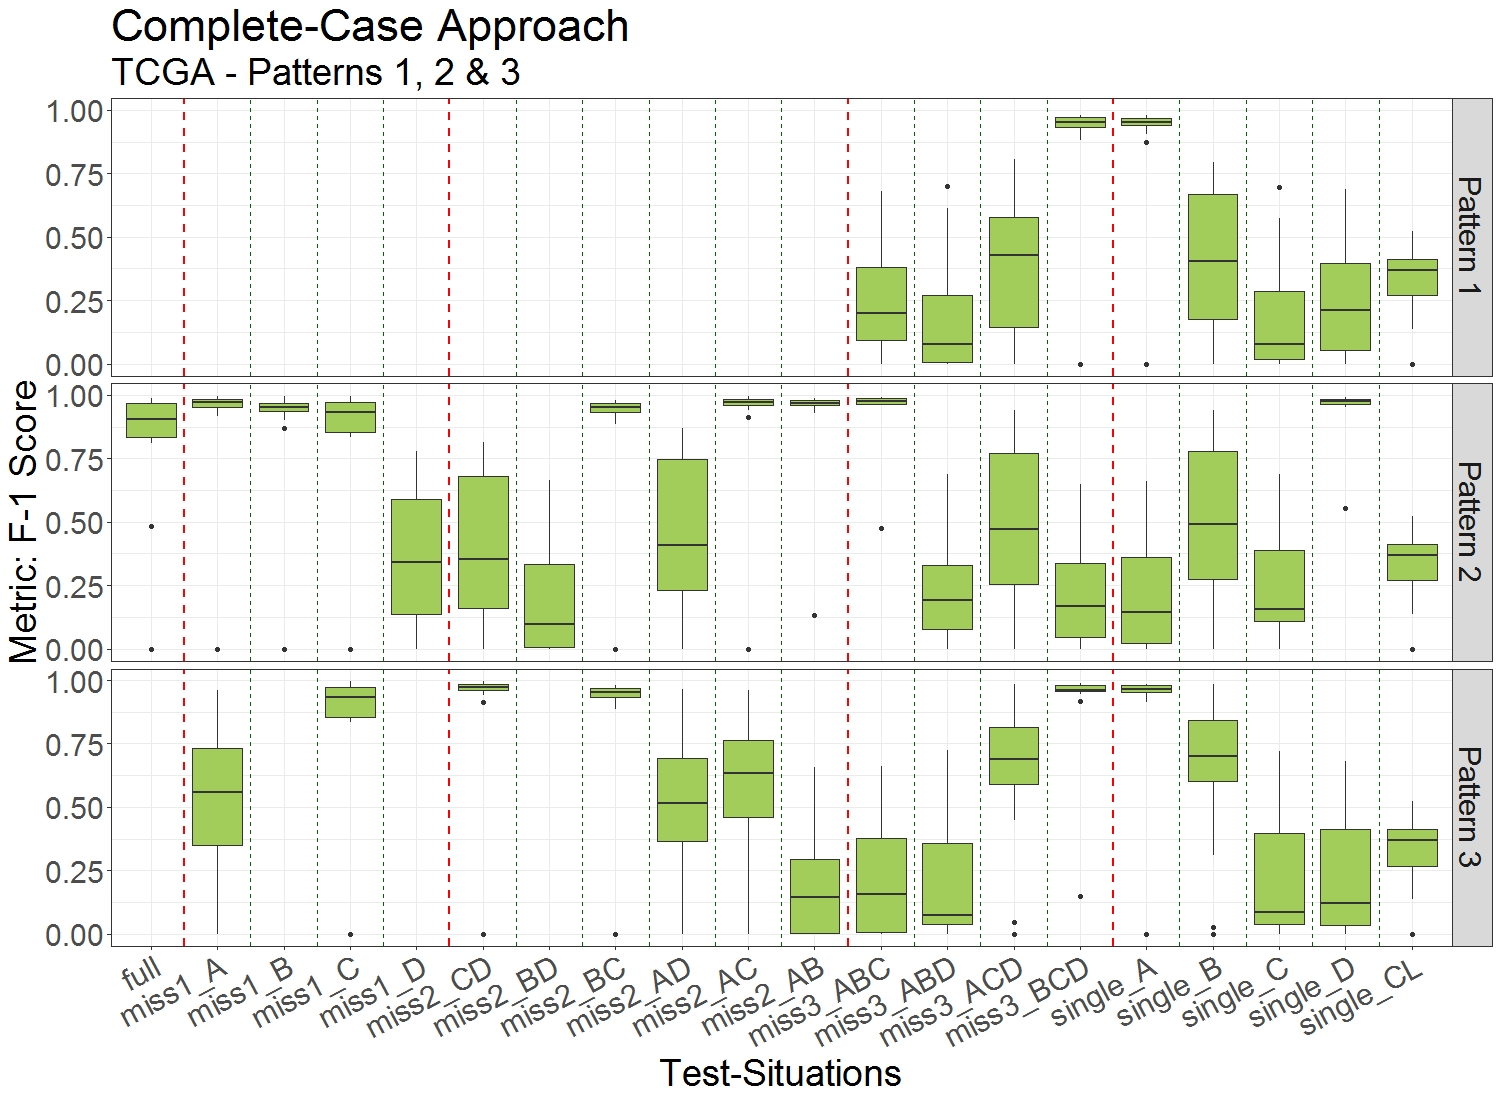 Complete-Case Approach
TCGA - Patterns 1, 2 & 3
Metric: F-1 Score
1.00
0.75
0.50
0.25
0.00
Pattern 1
1.00
0.75
0.50
0.25
0.00
Pattern 2
1.00
0.75
0.50
0.25
0.00
Pattern 3
full
miss1_A
miss1_B
miss1_C
miss1_D
miss2_CD
miss2_BD
miss2_BC
miss2_AD
miss2_AC
miss2_AB
miss3_ABC
miss3_ABD
miss3_ACD
miss3_BCD
single_A
single_B
single_C
single_D
single_CL
Test-Situations